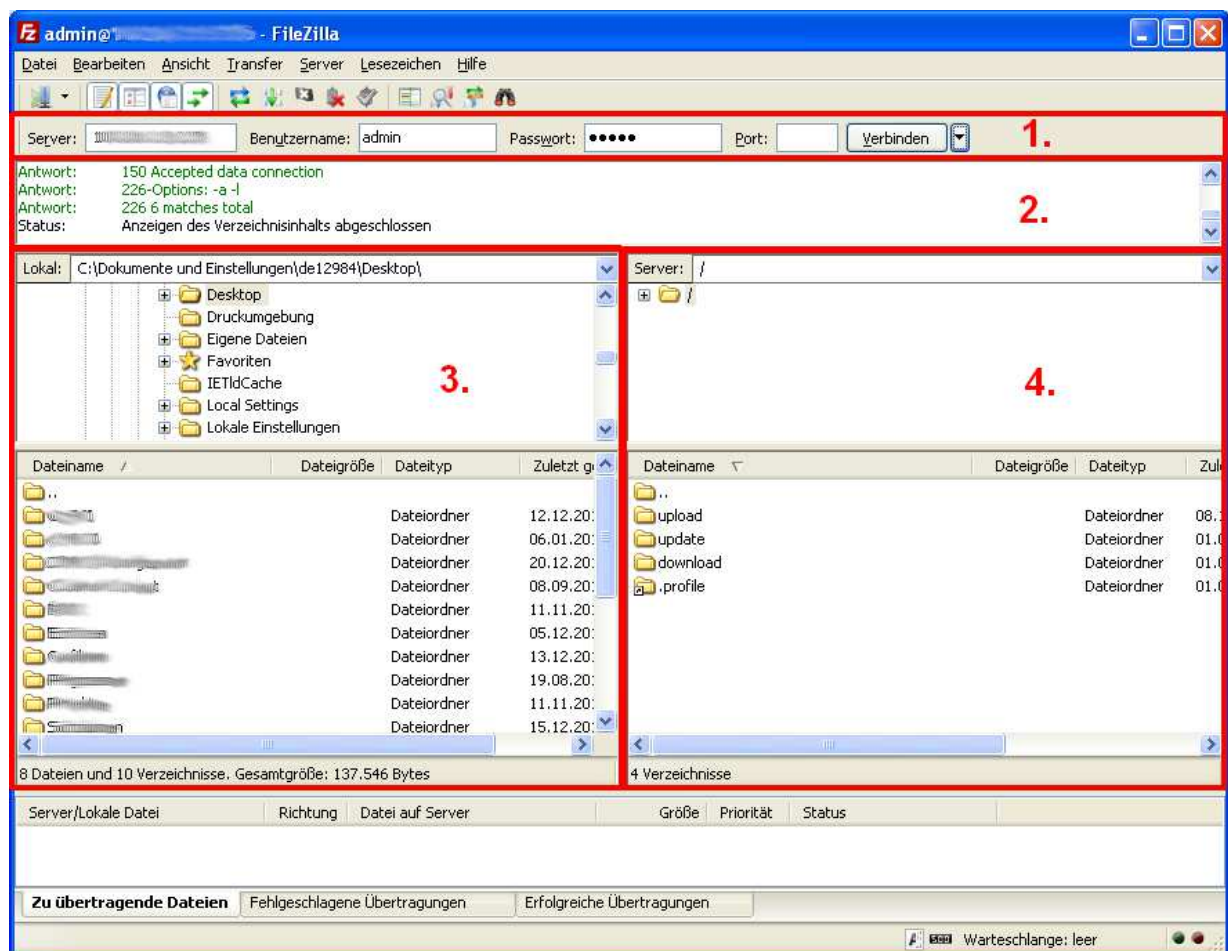 admin@ - FileZilla
Datei Bearbeiten Ansicht Transfer Server Lesezeichen Hilfe
Server: Benutzername: admin Passwort: ●●●●● Port: Verbinden 1.
Antwort: 150 Accepted data connection
Antwort: 226-Options: -a -l
Antwort: 226 6 matches total
Status: Anzeigen des Verzeichnisinhalts abgeschlossen
2.
Lokal: C:\Dokumente und Einstellungen\de12984\Desktop\
Desktop
Druckumgebung
Eigene Dateien
Favoriten
IETldCache
Local Settings
Lokale Einstellungen
3.
Dateiname Dateigröße Dateityp Zuletzt g
..
Dateiordner 12.12.20
Dateiordner 06.01.20
Dateiordner 20.12.20
Dateiordner 08.09.20
Dateiordner 11.11.20
Dateiordner 05.12.20
Dateiordner 13.12.20
Dateiordner 19.08.20
Dateiordner 11.11.20
Dateiordner 15.12.20
8 Dateien und 10 Verzeichnisse. Gesamtgröße: 137.546 Bytes
Server: /
/
4.
Dateiname Dateigröße Dateityp Zul
..
upload Dateiordner 08.
update Dateiordner 01.
download Dateiordner 01.
.profile Dateiordner 01.
4 Verzeichnisse
Server/Lokale Datei Richtung Datei auf Server Größe Priorität Status
Zu übertragende Dateien Fehlgeschlagene Übertragungen Erfolgreiche Übertragungen
Warteschlange: leer